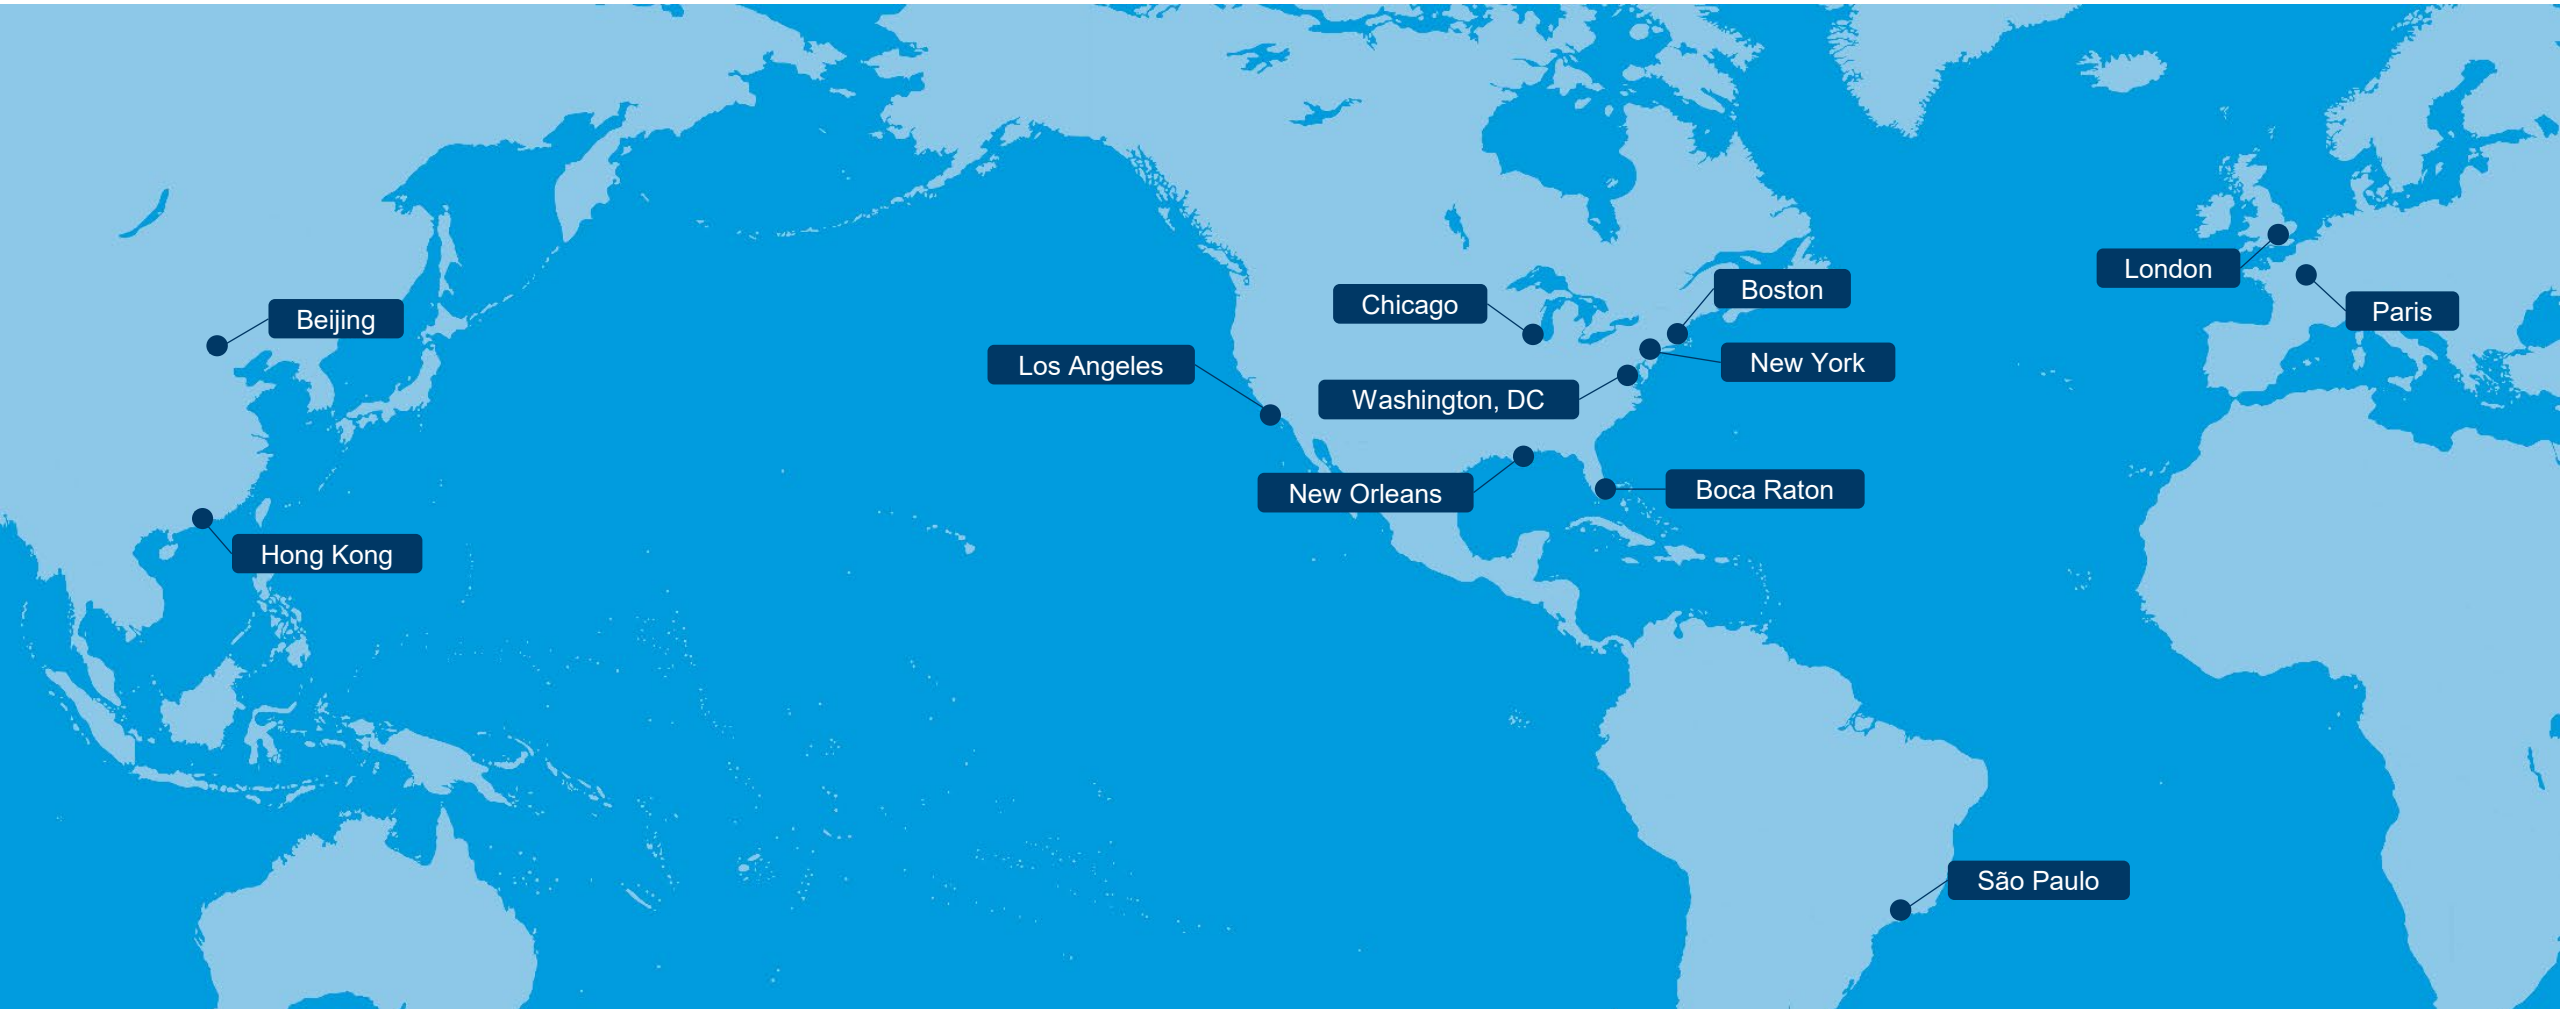 London
Boston
Chicago
Beijing
Paris
New York
Los Angeles
Washington, DC
Boca Raton
New Orleans
Hong Kong
São Paulo